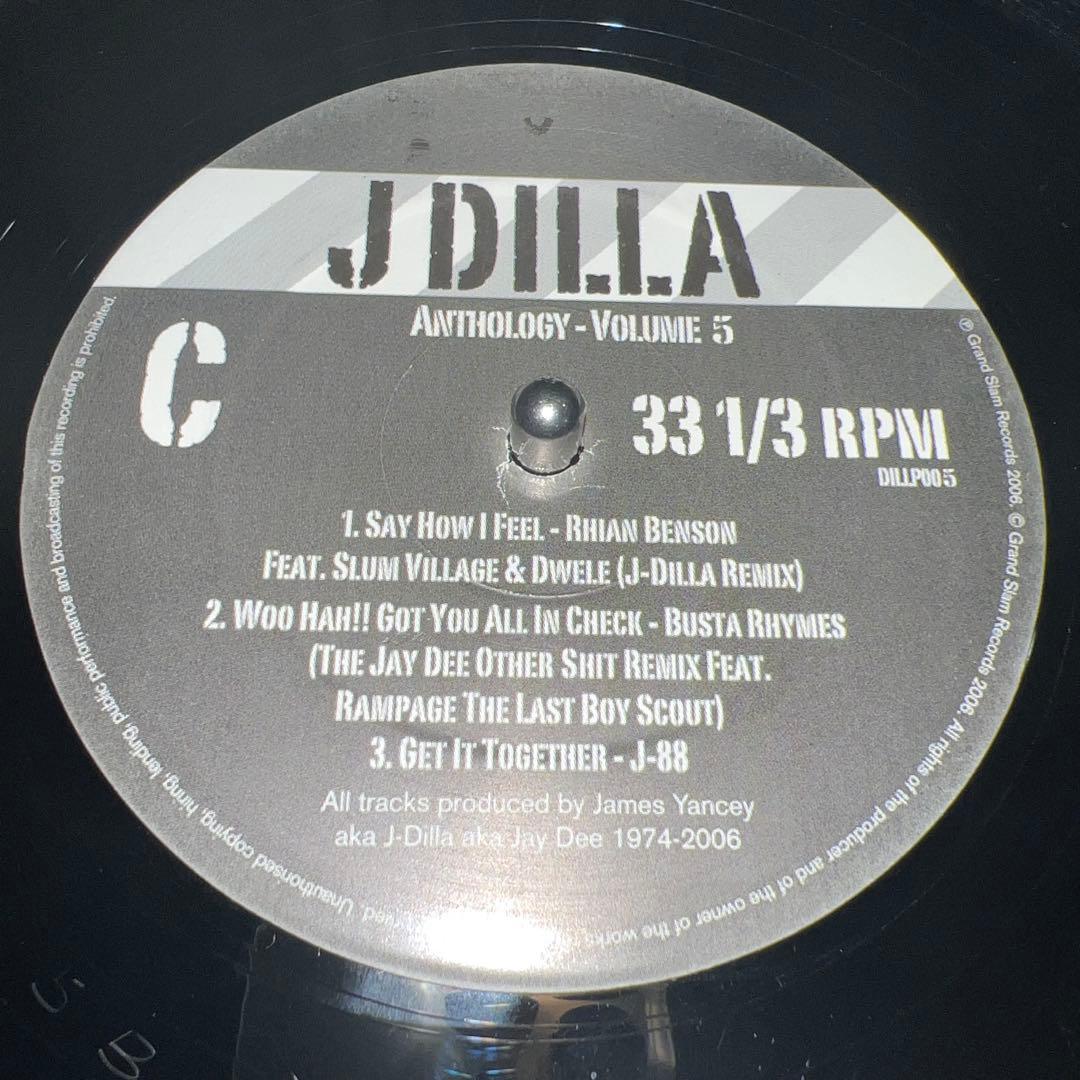 J DILLA
ANTHOLOGY - VOLUME 5
C
33 1/3 RPM
DILLP005
1. SAY HOW I FEEL - RHIAN BENSON
FEAT. SLUM VILLAGE & DWELE (J-DILLA REMIX)
2. WOO HAH!! GOT YOU ALL IN CHECK - BUSTA RHYMES
(THE JAY DEE OTHER SHIT REMIX FEAT.
RAMPAGE THE LAST BOY SCOUT)
3. GET IT TOGETHER - J-88
All tracks produced by James Yancey
aka J-Dilla aka Jay Dee 1974-2006
℗ Grand Slam Records 2006. © Grand Slam Records 2006. All rights of the producer and of the owner of the works
Unauthorised copying, hiring, lending, public performance and broadcasting of this recording is prohibited.
5 B